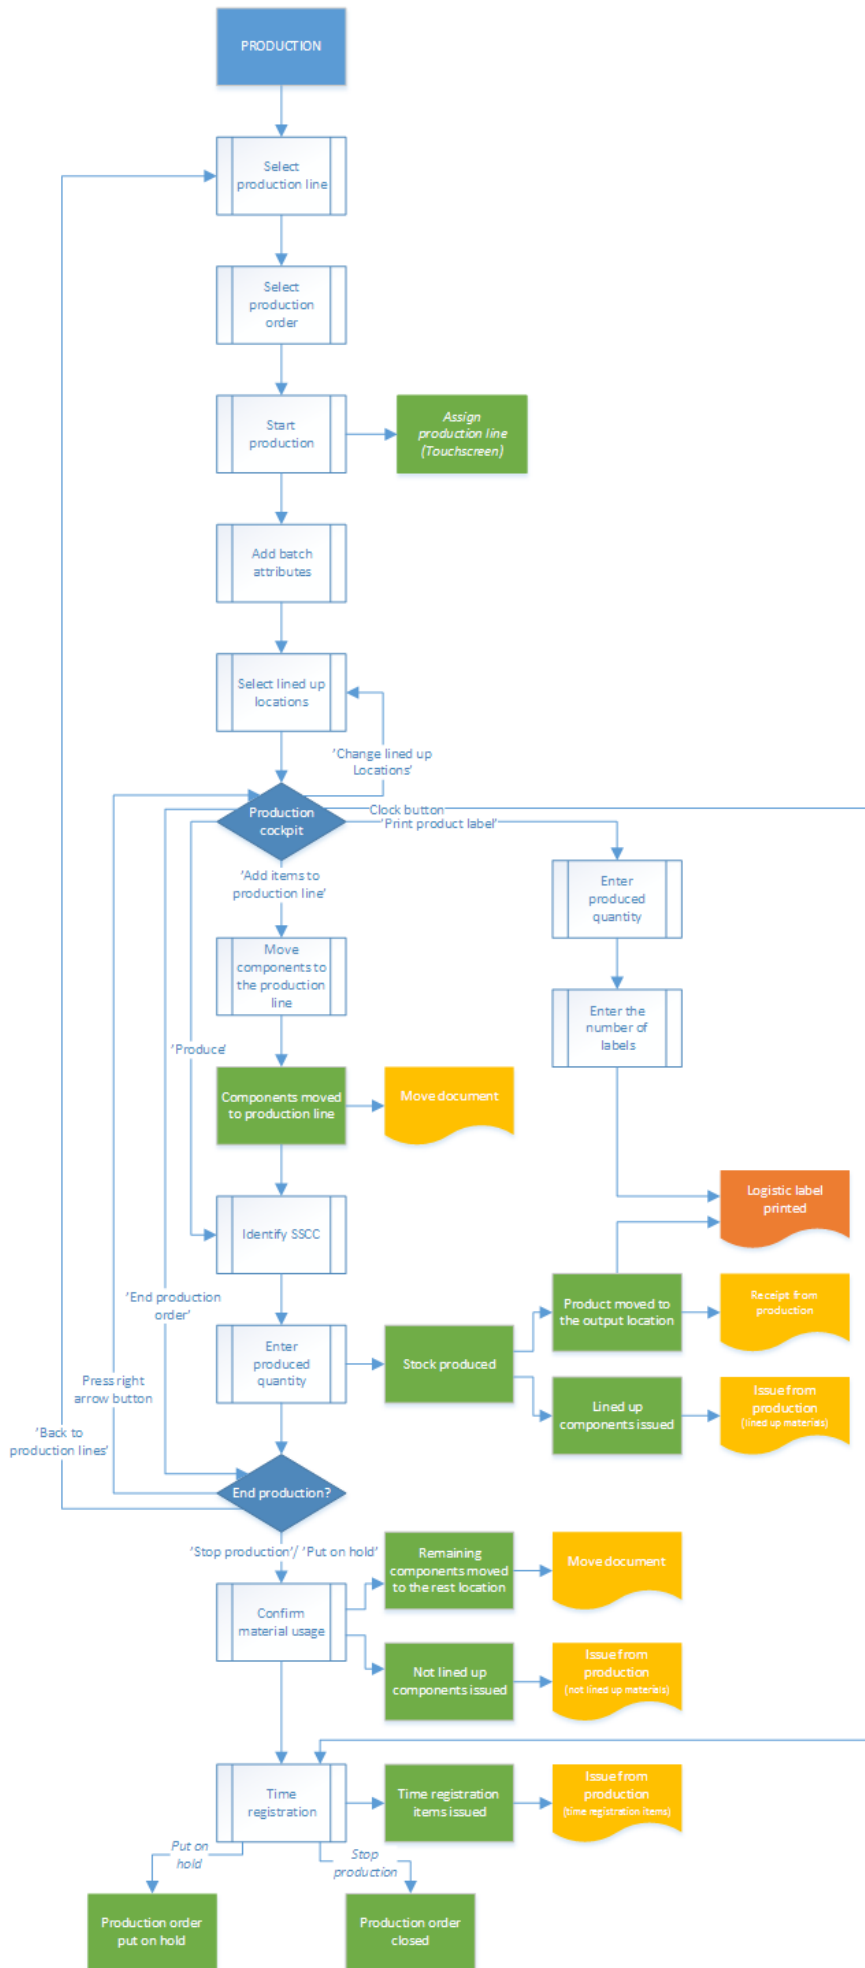 PRODUCTION
Select
production line
Select
production
order
Start
production
Assign
production line
(Touchscreen)
Add batch
attributes
Select lined up
locations
'Change lined up
Locations'
Production
cockpit
Clock button
'Print product label'
'Add items to
production line'
Enter
produced
quantity
Move
components to
the production
line
Enter the
number of
labels
'Produce'
Components moved
to production line
Move document
Logistic label
printed
Identify SSCC
'End production
order'
Product moved to
the output location
Receipt from
production
Enter
produced
quantity
Stock produced
Press right
arrow button
Lined up
components issued
Issue from
production
(lined up materials)
'Back to
production lines'
End production?
'Stop production'/ 'Put on hold'
Remaining
components moved
to the rest location
Move document
Confirm
material usage
Not lined up
components issued
Issue from
production
(not lined up materials)
Time
registration
Time registration
items issued
Issue from
production
(time registration items)
Put on
hold
Stop
production
Production order
put on hold
Production order
closed